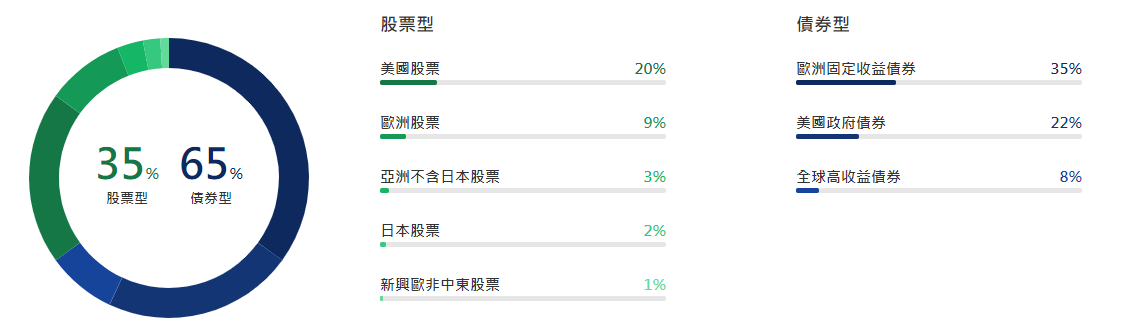 35% 65%
股票型 債券型
股票型
美國股票 20%
歐洲股票 9%
亞洲不含日本股票 3%
日本股票 2%
新興歐非中東股票 1%
債券型
歐洲固定收益債券 35%
美國政府債券 22%
全球高收益債券 8%